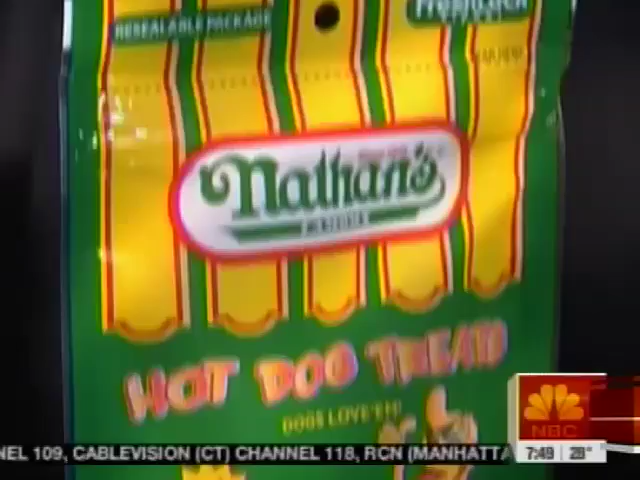 RESEALABLE PACKAGE
Nathan's
HOT DOG TREATS
DOGS LOVE 'EM!
NEL 109, CABLEVISION (CT) CHANNEL 118, RCN (MANHATTA
NBC
7:49 28°